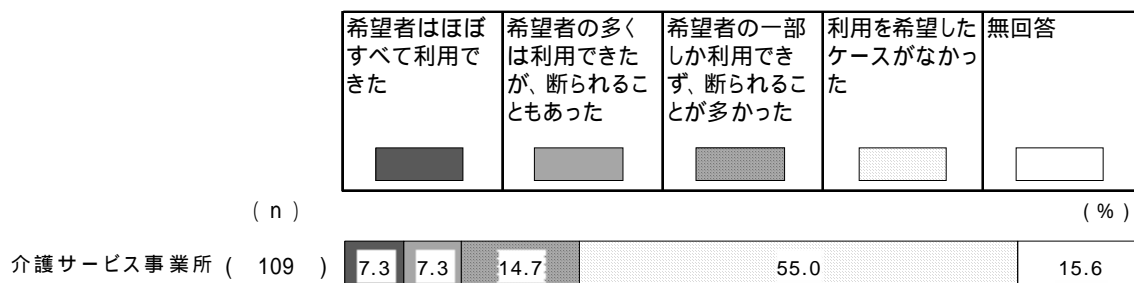 希望者はほぼ
すべて利用で
きた
希望者の多く
は利用できた
が、断られるこ
ともあった
希望者の一部
しか利用でき
ず、断られるこ
とが多かった
利用を希望した
ケースがなかっ
た
無回答
(n)
(%)
介護サービス事業所 ( 109 ) 7.3 7.3 14.7 55.0 15.6